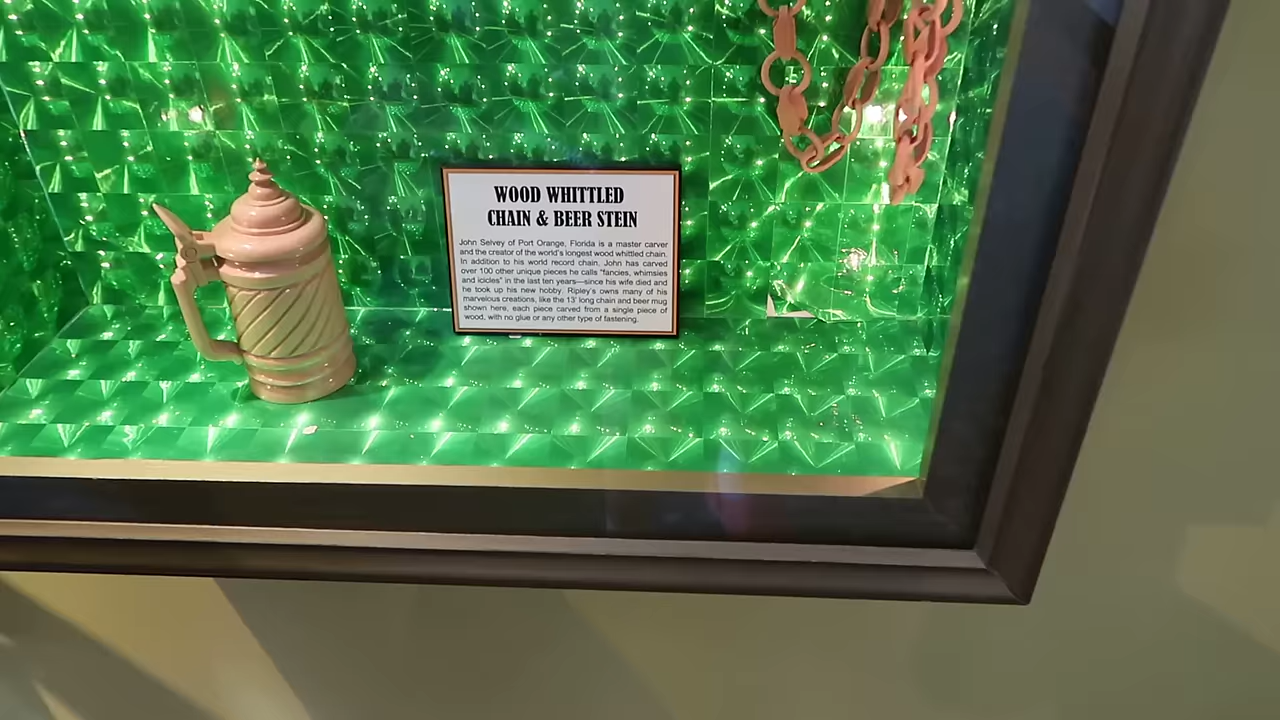 WOOD WHITTLED
CHAIN & BEER STEIN
John Selvey of Port Orange, Florida is a master carver
and the creator of the world's longest wood whittled chain.
In addition to his world record chain, John has carved
over 100 other unique pieces he calls "fancies, whimsies
and icicles" in the last ten years—since his wife died and
he took up his new hobby. Ripley's owns many of his
marvelous creations, like the 13' long chain and beer mug
shown here, each piece carved from a single piece of
wood, with no glue or any other type of fastening.